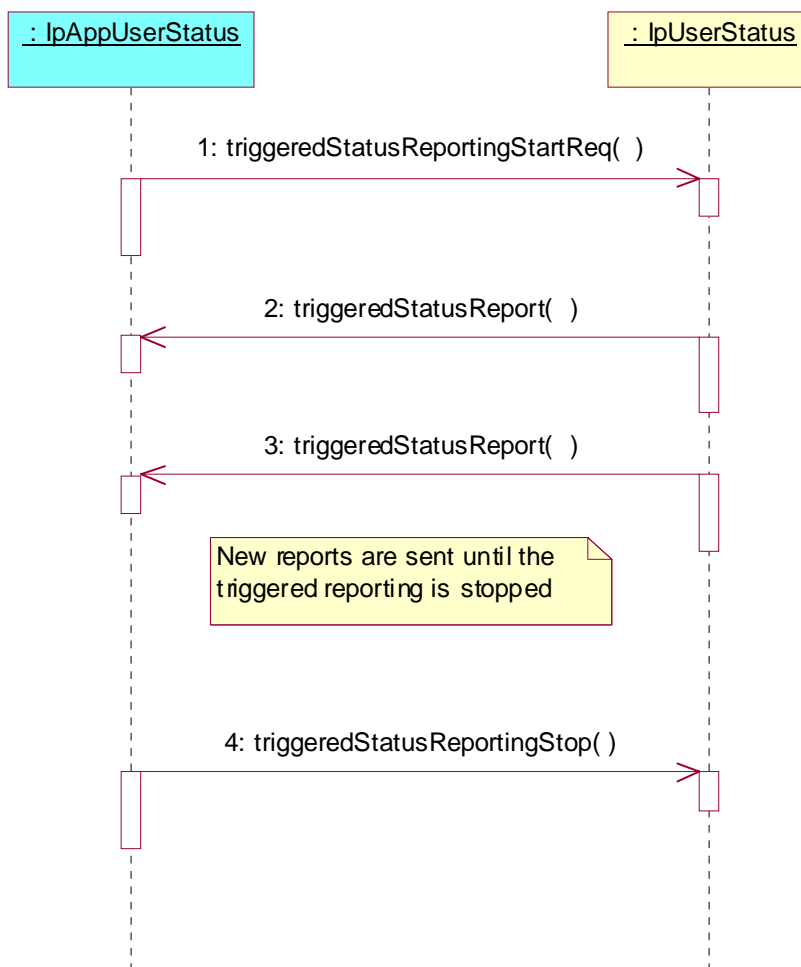 : IpAppUserStatus
: IpUserStatus
1: triggeredStatusReportingStartReq( )
2: triggeredStatusReport( )
3: triggeredStatusReport( )
New reports are sent until the
triggered reporting is stopped
4: triggeredStatusReportingStop( )